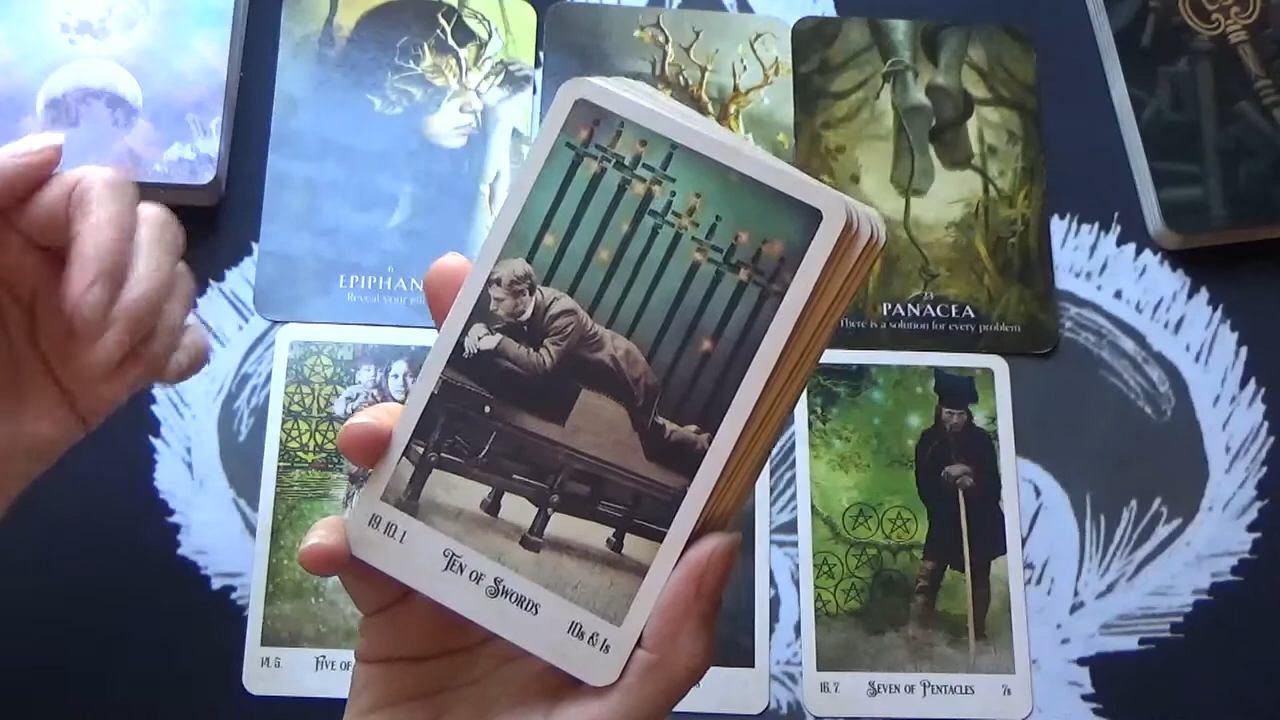 6
EPIPHAN
Reveal your gif
23
PANACEA
There is a solution for every problem
19. 10. 1.
TEN OF SWORDS
10s & 1s
14. 5.
FIVE OF
16. 7.
SEVEN OF PENTACLES
7s